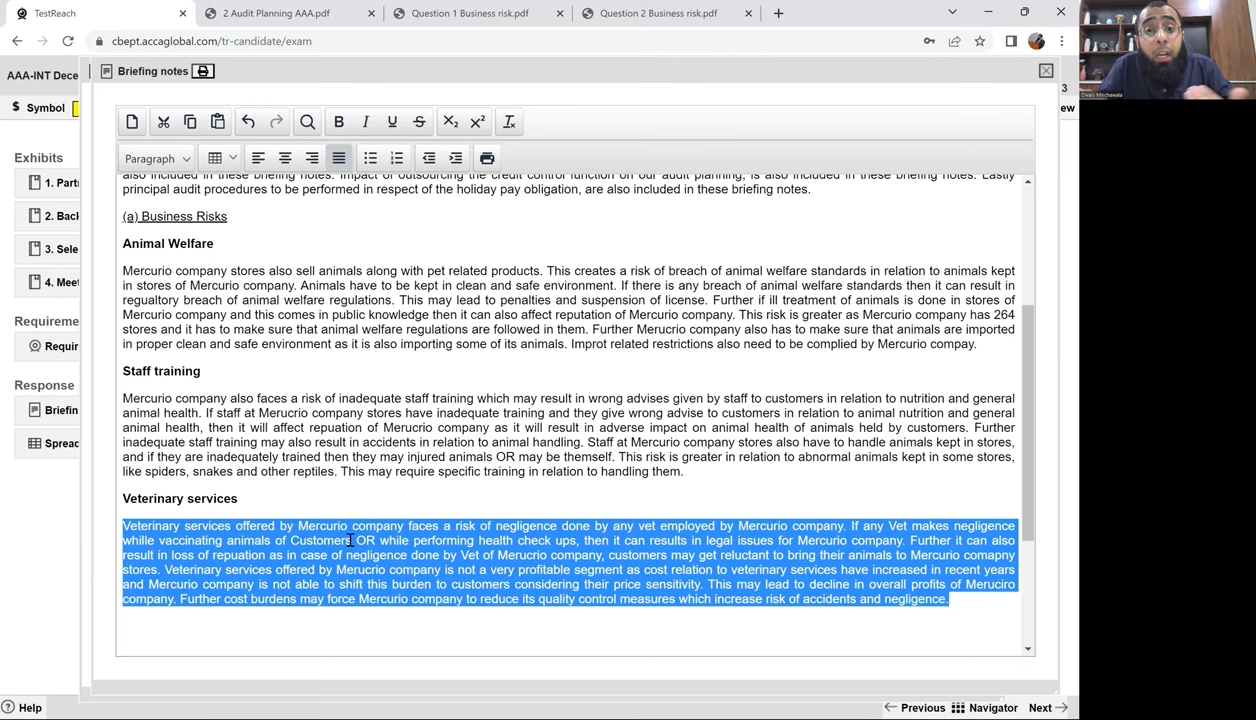 TestReach
2 Audit Planning AAA.pdf
Question 1 Business risk.pdf
Question 2 Business risk.pdf
cbept.accaglobal.com/tr-candidate/exam
AAA-INT Dece
Briefing notes
3
$ Symbol
ew
Paragraph
Exhibits
1. Part
2. Back
3. Sele
4. Meet
Requireme
Requir
Response
Briefin
Spread
also included in these briefing notes. Impact of outsourcing the credit control function on our audit planning, is also included in these briefing notes. Lastly
principal audit procedures to be performed in respect of the holiday pay obligation, are also included in these briefing notes.
(a) Business Risks
Animal Welfare
Mercurio company stores also sell animals along with pet related products. This creates a risk of breach of animal welfare standards in relation to animals kept
in stores of Mercurio company. Animals have to be kept in clean and safe environment. If there is any breach of animal welfare standards then it can result in
regualtory breach of animal welfare regulations. This may lead to penalties and suspension of license. Further if ill treatment of animals is done in stores of
Mercurio company and this comes in public knowledge then it can also affect reputation of Mercurio company. This risk is greater as Mercurio company has 264
stores and it has to make sure that animal welfare regulations are followed in them. Further Merucrio company also has to make sure that animals are imported
in proper clean and safe environment as it is also importing some of its animals. Improt related restrictions also need to be complied by Mercurio compay.
Staff training
Mercurio company also faces a risk of inadequate staff training which may result in wrong advises given by staff to customers in relation to nutrition and general
animal health. If staff at Merucrio company stores have inadequate training and they give wrong advise to customers in relation to animal nutrition and general
animal health, then it will affect repuation of Merucrio company as it will result in adverse impact on animal health of animals held by customers. Further
inadequate staff training may also result in accidents in relation to animal handling. Staff at Mercurio company stores also have to handle animals kept in stores,
and if they are inadequately trained then they may injured animals OR may be themself. This risk is greater in relation to abnormal animals kept in some stores,
like spiders, snakes and other reptiles. This may require specific training in relation to handling them.
Veterinary services
Veterinary services offered by Mercurio company faces a risk of negligence done by any vet employed by Mercurio company. If any Vet makes negligence
whille vaccinating animals of Customers OR while performing health check ups, then it can results in legal issues for Mercurio company. Further it can also
result in loss of repuation as in case of negligence done by Vet of Merucrio company, customers may get reluctant to bring their animals to Mercurio comapny
stores. Veterinary services offered by Merucrio company is not a very profitable segment as cost relation to veterinary services have increased in recent years
and Mercurio company is not able to shift this burden to customers considering their price sensitivity. This may lead to decline in overall profits of Merucrio
company. Further cost burdens may force Mercurio company to reduce its quality control measures which increase risk of accidents and negligence.
Help
Previous
Navigator
Next